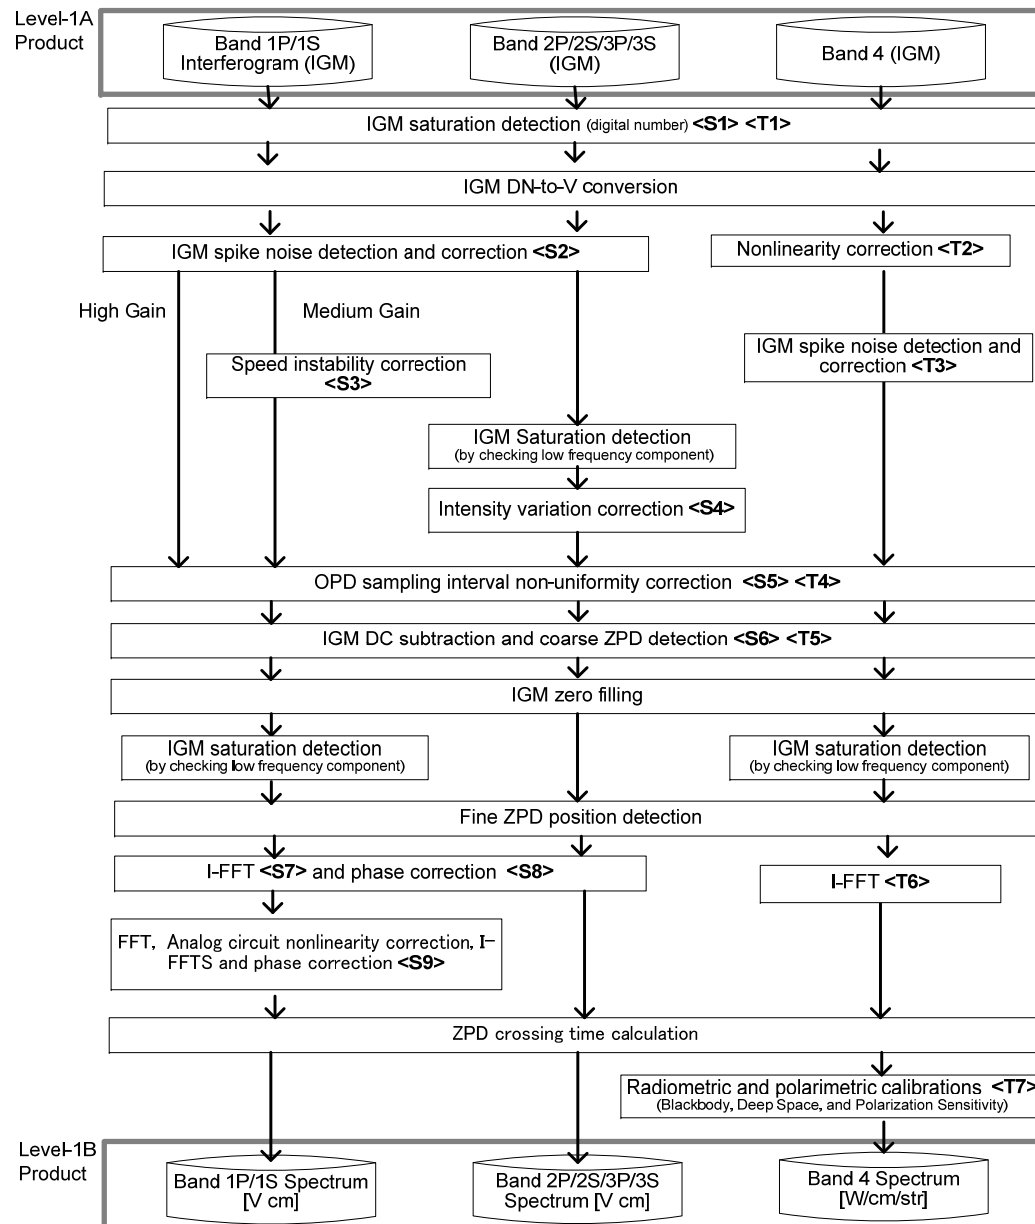 Level-1A
Product
Band 1P/1S
Interferogram (IGM)
Band 2P/2S/3P/3S
(IGM)
Band 4 (IGM)
IGM saturation detection (digital number) <S1> <T1>
IGM DN-to-V conversion
IGM spike noise detection and correction <S2>
Nonlinearity correction <T2>
High Gain
Medium Gain
Speed instability correction
<S3>
IGM spike noise detection and
correction <T3>
IGM Saturation detection
(by checking low frequency component)
Intensity variation correction <S4>
OPD sampling interval non-uniformity correction <S5> <T4>
IGM DC subtraction and coarse ZPD detection <S6> <T5>
IGM zero filling
IGM saturation detection
(by checking low frequency component)
IGM saturation detection
(by checking low frequency component)
Fine ZPD position detection
I-FFT <S7> and phase correction <S8>
I-FFT <T6>
FFT, Analog circuit nonlinearity correction, I-
FFTS and phase correction <S9>
ZPD crossing time calculation
Radiometric and polarimetric calibrations <T7>
(Blackbody, Deep Space, and Polarization Sensitivity)
Level-1B
Product
Band 1P/1S Spectrum
[V cm]
Band 2P/2S/3P/3S
Spectrum [V cm]
Band 4 Spectrum
[W/cm/str]